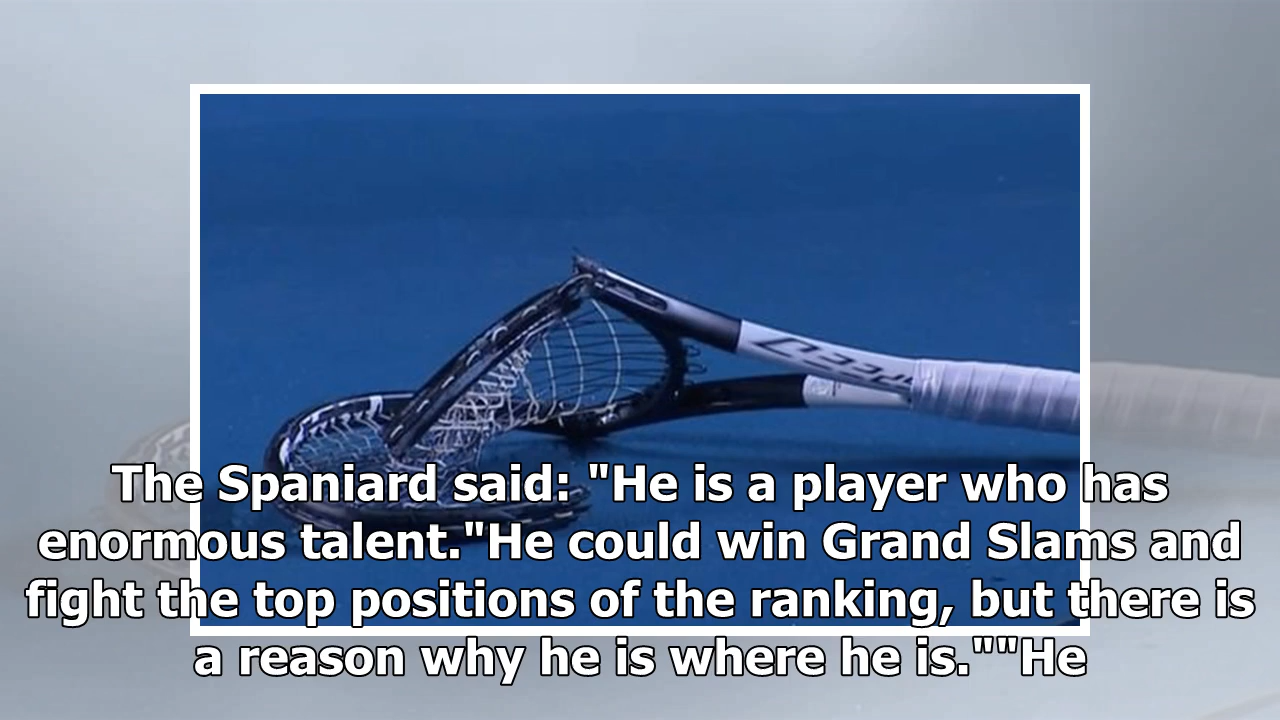 SPEED
The Spaniard said: "He is a player who has
enormous talent."He could win Grand Slams and
fight the top positions of the ranking, but there is
a reason why he is where he is.""He